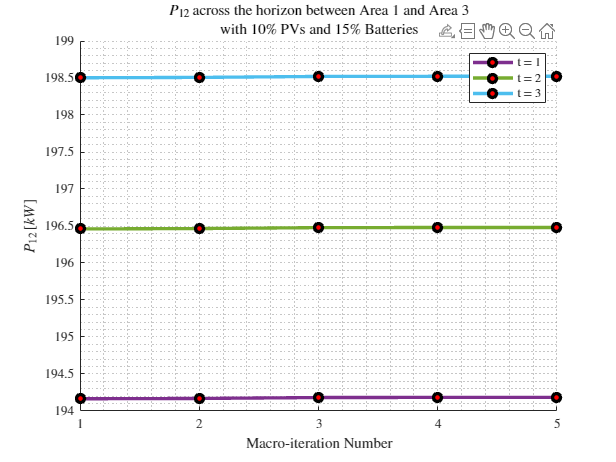 P12 across the horizon between Area 1 and Area 3
with 10% PVs and 15% Batteries
199
198.5
198
197.5
197
196.5
196
195.5
195
194.5
194
P12 [kW]
t = 1
t = 2
t = 3
1 2 3 4 5
Macro-iteration Number